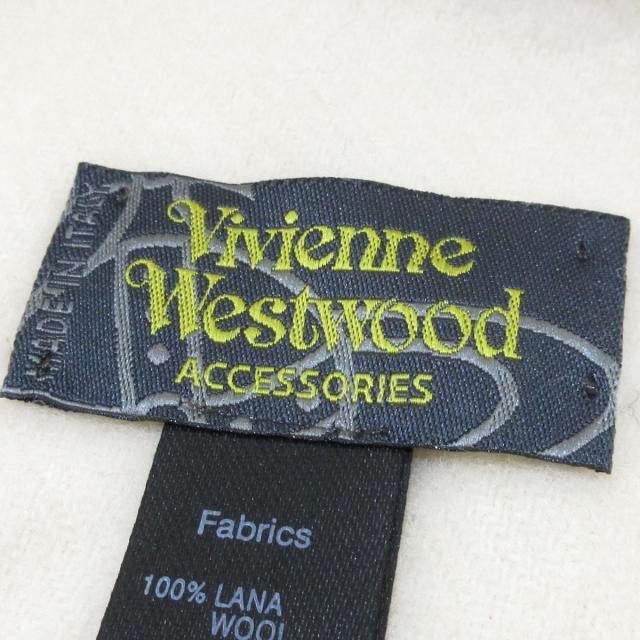 MADE IN ITALY
Vivienne
Westwood
ACCESSORIES
Fabrics
100% LANA
WOOL